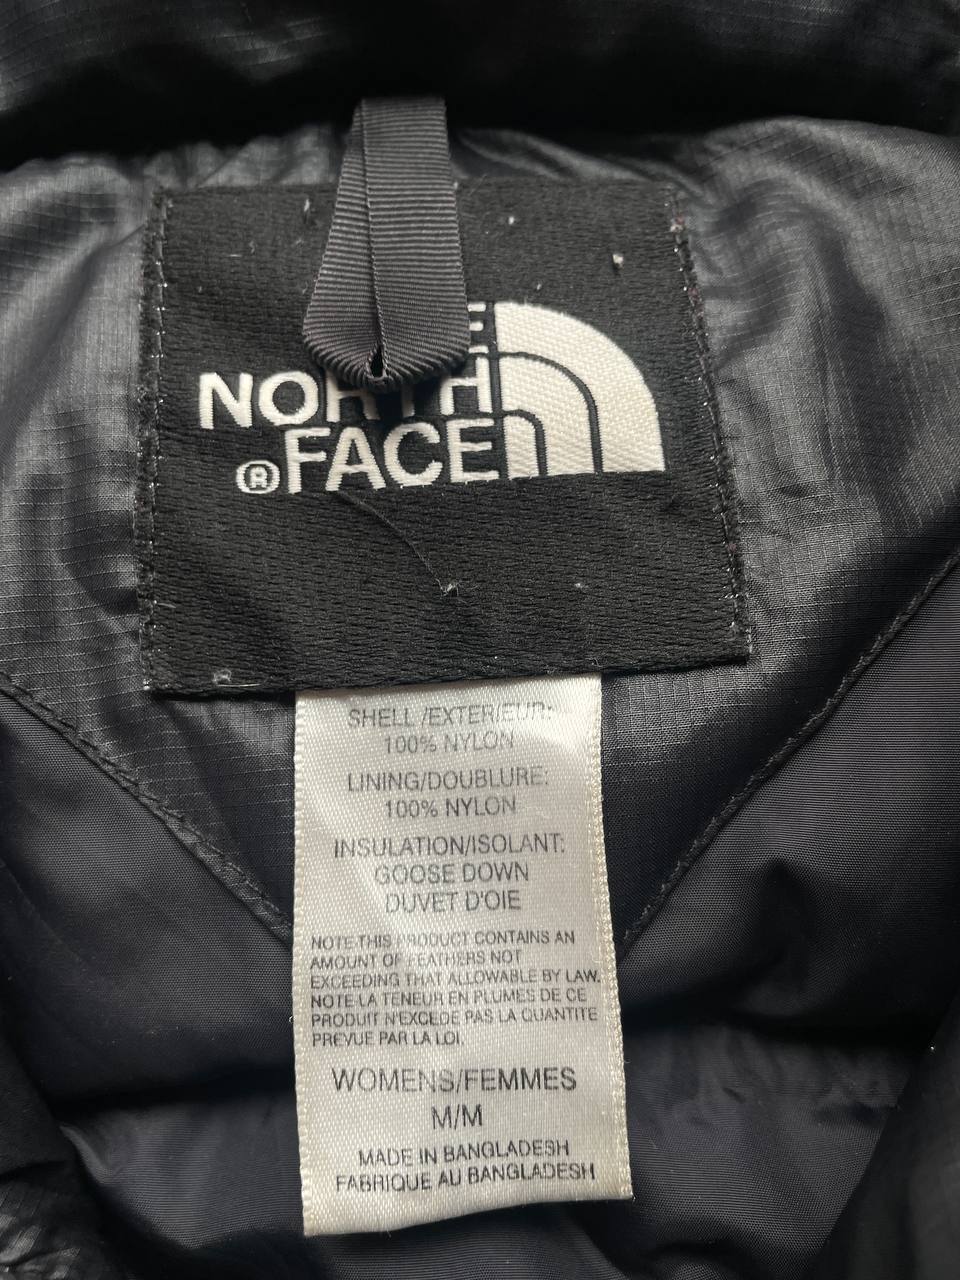 E
NORTH
FACE
®
SHELL /EXTERIEUR:
100% NYLON
LINING/DOUBLURE:
100% NYLON
INSULATION/ISOLANT:
GOOSE DOWN
DUVET D'OIE
NOTE THIS PRODUCT CONTAINS AN
AMOUNT OF FEATHERS NOT
EXCEEDING THAT ALLOWABLE BY LAW.
NOTE LA TENEUR EN PLUMES DE CE
PRODUIT N'EXCEDE PAS LA QUANTITE
PREVUE PAR LA LOI.
WOMENS/FEMMES
M/M
MADE IN BANGLADESH
FABRIQUE AU BANGLADESH